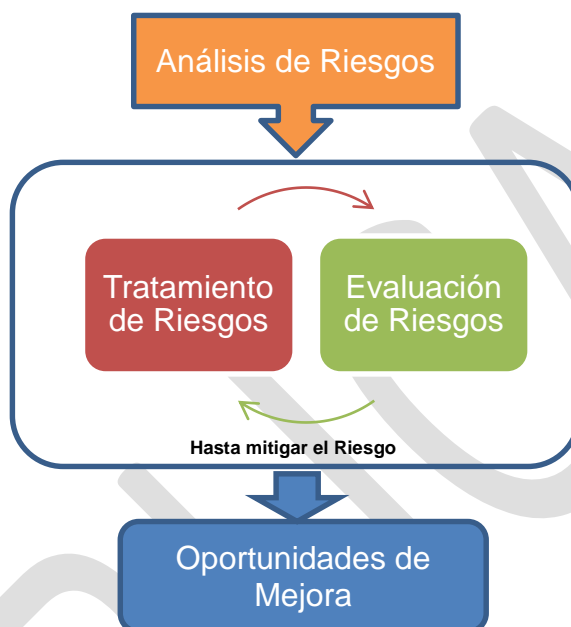 Análisis de Riesgos
Tratamiento
de Riesgos
Evaluación
de Riesgos
Hasta mitigar el Riesgo
Oportunidades de
Mejora